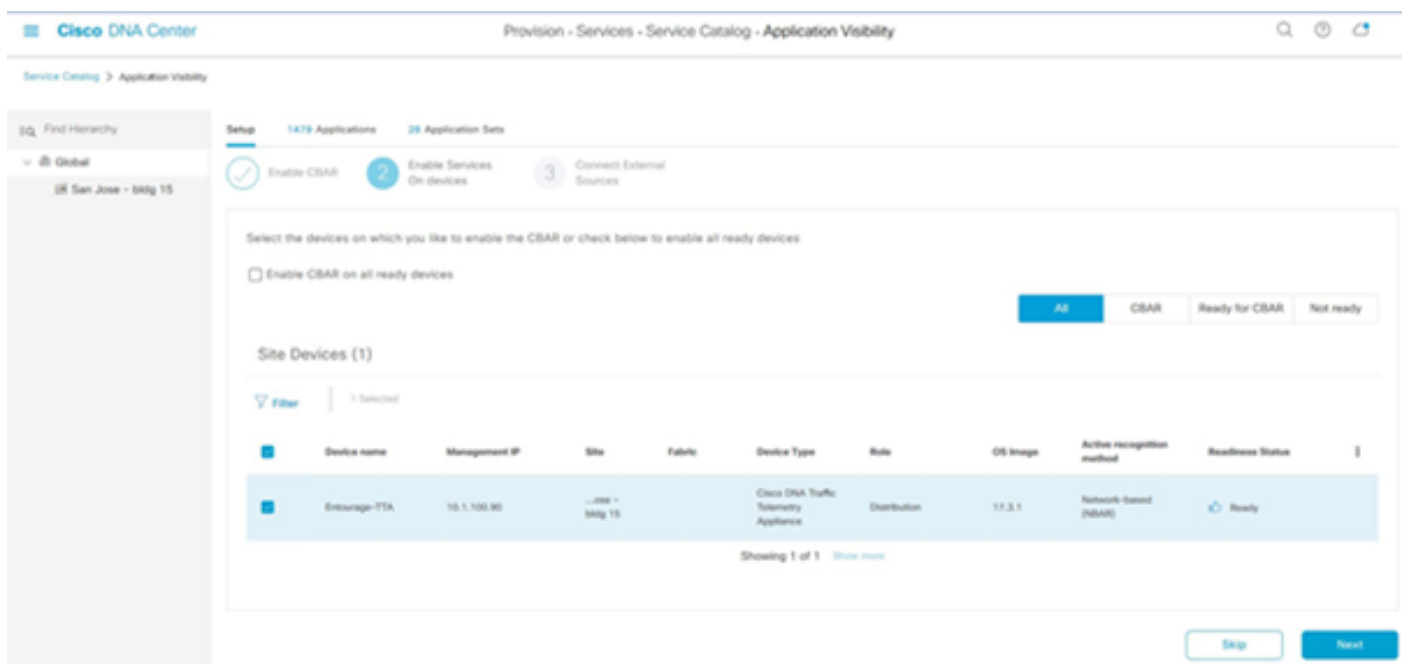 Cisco DNA Center
Provision - Services - Service Catalog - Application Visibility
Service Catalog > Application Visibility
Find Hierarchy
Global
San Jose - bldg 15
Setup 1479 Applications 28 Application Sets
Enable CBAR
2 Enable Services
On devices
3 Connect External
Sources
Select the devices on which you like to enable the CBAR or check below to enable all ready devices
Enable CBAR on all ready devices
All CBAR Ready for CBAR Not ready
Site Devices (1)
Filter 1 Selected
Device name Management IP Site Fabric Device Type Role OS Image Active recognition method Readiness Status
Entourage-TTA 10.1.100.90 ...ose - bldg 15 Cisco DNA Traffic Telemetry Appliance Distribution 17.3.1 Network-based (NBAR) Ready
Showing 1 of 1 Show more
Skip Next